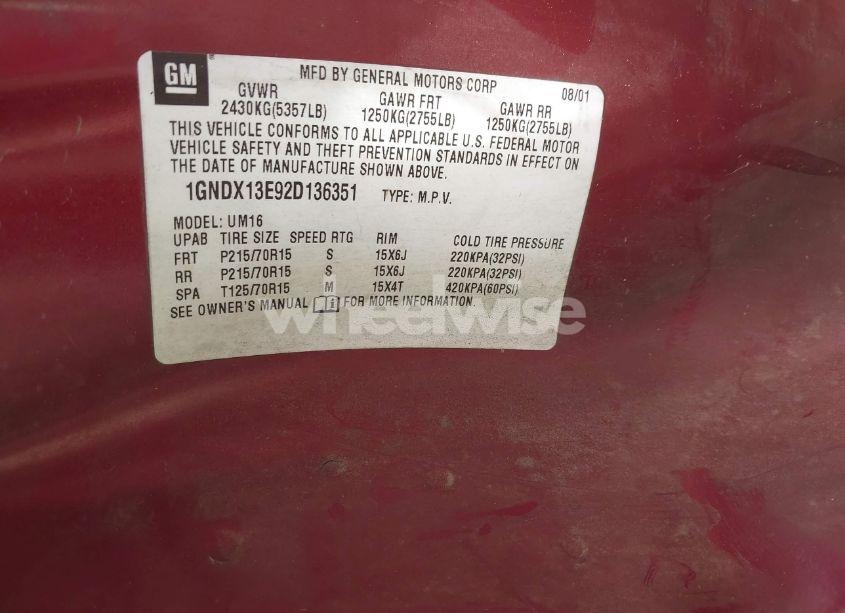 GM
MFD BY GENERAL MOTORS CORP 08/01
GVWR GAWR FRT GAWR RR
2430KG(5357LB) 1250KG(2755LB) 1250KG(2755LB)
THIS VEHICLE CONFORMS TO ALL APPLICABLE U.S. FEDERAL MOTOR
VEHICLE SAFETY AND THEFT PREVENTION STANDARDS IN EFFECT ON
THE DATE OF MANUFACTURE SHOWN ABOVE.
1GNDX13E92D136351 TYPE: M.P.V.
MODEL: UM16
UPAB TIRE SIZE SPEED RTG RIM COLD TIRE PRESSURE
FRT P215/70R15 S 15X6J 220KPA(32PSI)
RR P215/70R15 S 15X6J 220KPA(32PSI)
SPA T125/70R15 M 15X4T 420KPA(60PSI)
SEE OWNER'S MANUAL FOR MORE INFORMATION.
wheelwise